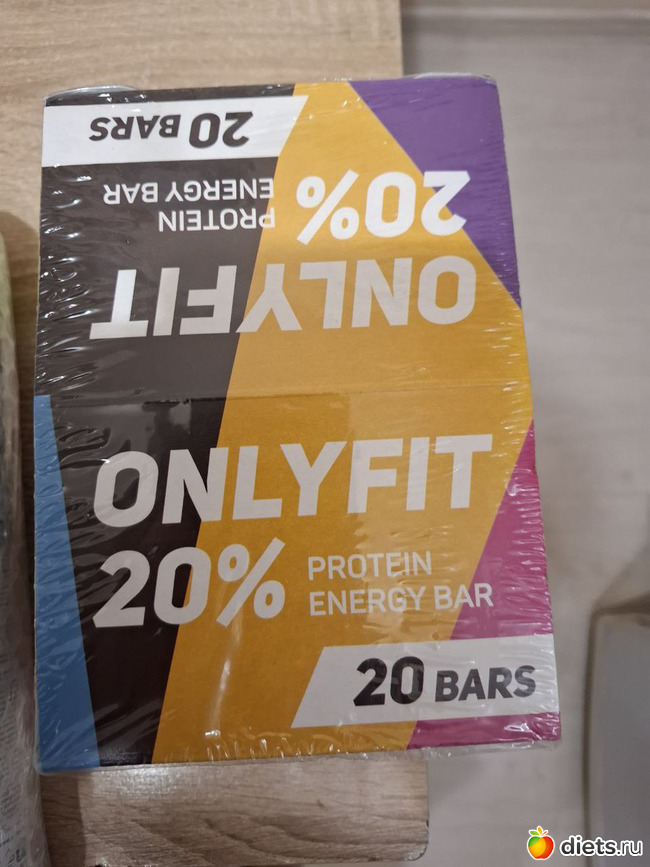 20 BARS
20% PROTEIN
ENERGY BAR
ONLYFIT
ONLYFIT
20% PROTEIN
ENERGY BAR
20 BARS
diets.ru